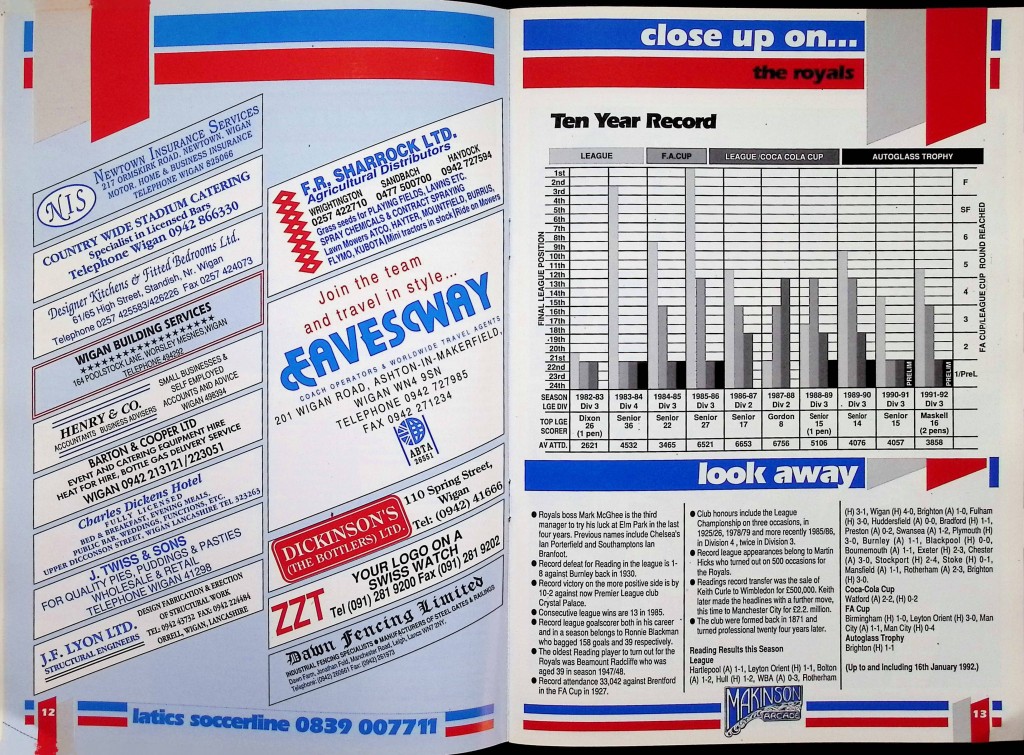 NIS
NEWTOWN INSURANCE SERVICES
217 ORMSKIRK ROAD, NEWTOWN, WIGAN
MOTOR, HOME & BUSINESS INSURANCE
TELEPHONE WIGAN 825066
COUNTRY WIDE STADIUM CATERING
Specialist in Licensed Bars
Telephone Wigan 0942 866330
Designer Kitchens & Fitted Bedrooms Ltd.
61/65 High Street, Standish, Nr. Wigan
Telephone 0257 425583/426226 Fax 0257 424073
WIGAN BUILDING SERVICES
164 POOLSTOCK LANE, WORSLEY MESNES, WIGAN
TELEPHONE 494292
HENRY & CO.
ACCOUNTANTS BUSINESS ADVISERS
SMALL BUSINESSES &
SELF EMPLOYED
ACCOUNTS AND ADVICE
WIGAN 498394
BARTON & COOPER LTD
EVENT AND CATERING EQUIPMENT HIRE
HEAT FOR HIRE, BOTTLE GAS DELIVERY SERVICE
WIGAN 0942 213121/223051
Charles Dickens Hotel
FULLY LICENSED
BED & BREAKFAST, EVENING MEALS,
PUBLIC BAR, WEDDINGS, FUNCTIONS, ETC.
UPPER DICCONSON STREET, WIGAN LANCASHIRE TEL 323263
J. TWISS & SONS
FOR QUALITY PIES, PUDDINGS & PASTIES
WHOLESALE & RETAIL
TELEPHONE WIGAN 41298
J.F. LYON LTD.
STRUCTURAL ENGINEERS
DESIGN FABRICATION & ERECTION
OF STRUCTURAL WORK
TEL: 0942 43752 FAX: 0942 224484
ORRELL, WIGAN, LANCASHIRE
F.R. SHARROCK LTD.
Agricultural Distributors
WRIGHTINGTON SANDBACH HAYDOCK
0257 422710 0477 500700 0942 727594
Grass seeds for PLAYING FIELDS, LAWNS ETC.
SPRAY CHEMICALS & CONTRACT SPRAYING
Lawn Mowers ATCO, HAYTER, MOUNTFIELD, BURRUS,
FLYMO, KUBOTA (Mini tractors in stock) Ride on Mowers
Join the team
and travel in style...
EAVESWAY
COACH OPERATORS & WORLDWIDE TRAVEL AGENTS
201 WIGAN ROAD, ASHTON-IN-MAKERFIELD,
WIGAN WN4 9SN
TELEPHONE 0942 727985
FAX 0942 271234
ABTA
26551
DICKINSON'S
(THE BOTTLERS) LTD.
110 Spring Street,
Wigan
Tel: (0942) 41666
ZZT
YOUR LOGO ON A
SWISS WATCH
Tel (091) 281 9200 Fax (091) 281 9202
Dawn Fencing Limited
INDUSTRIAL FENCING SPECIALISTS • MANUFACTURERS OF STEEL GATES & RAILINGS
Dawn Farm, Jonathan Fold, Manchester Road, Leigh, Lancs WN7 2NY.
Telephone: (0942) 260661 Fax: (0942) 261973
12
latics soccerline 0839 007711
close up on...
the royals
Ten Year Record
LEAGUE F.A.CUP LEAGUE/COCA COLA CUP AUTOGLASS TROPHY
FINAL LEAGUE POSITION
1st
2nd
3rd
4th
5th
6th
7th
8th
9th
10th
11th
12th
13th
14th
15th
16th
17th
18th
19th
20th
21st
22nd
23rd
24th
F
SF
6
5
4
3
2
1/PreL
FA CUP/LEAGUE CUP ROUND REACHED
PRELIM
PRELIM
SEASON 1982-83 1983-84 1984-85 1985-86 1986-87 1987-88 1988-89 1989-90 1990-91 1991-92
LGE DIV Div 3 Div 4 Div 3 Div 3 Div 2 Div 2 Div 3 Div 3 Div 3 Div 3
TOP LGE SCORER Dixon 26 (1 pen) Senior 36 Senior 22 Senior 27 Senior 17 Gordon 8 Senior 15 (1 pen) Senior 14 Senior 15 Maskell 16 (2 pens)
AV ATTD. 2621 4532 3465 6521 6653 6756 5106 4076 4057 3858
look away
• Royals boss Mark McGhee is the third
manager to try his luck at Elm Park in the last
four years. Previous names include Chelsea's
Ian Porterfield and Southamptons Ian
Branfoot.
• Record defeat for Reading in the league is 1-
8 against Burnley back in 1930.
• Record victory on the more positive side is by
10-2 against now Premier League club
Crystal Palace.
• Consecutive league wins are 13 in 1985.
• Record league goalscorer both in his career
and in a season belongs to Ronnie Blackman
who bagged 158 goals and 39 respectively.
• The oldest Reading player to turn out for the
Royals was Beamount Radcliffe who was
aged 39 in season 1947/48.
• Record attendance 33,042 against Brentford
in the FA Cup in 1927.
• Club honours include the League
Championship on three occasions, in
1925/26, 1978/79 and more recently 1985/86,
in Division 4, twice in Division 3.
• Record league appearances belong to Martin
Hicks who turned out on 500 occasions for
the Royals.
• Readings record transfer was the sale of
Keith Curle to Wimbledon for £500,000. Keith
later made the headlines with a further move,
this time to Manchester City for £2.2. million.
• The club were formed back in 1871 and
turned professional twenty four years later.
Reading Results this Season
League
Hartlepool (A) 1-1, Leyton Orient (H) 1-1, Bolton
(A) 1-2, Hull (H) 1-2, WBA (A) 0-3, Rotherham
(H) 3-1, Wigan (H) 4-0, Brighton (A) 1-0, Fulham
(H) 3-0, Huddersfield (A) 0-0, Bradford (H) 1-1,
Preston (A) 0-2, Swansea (A) 1-2, Plymouth (H)
3-0, Burnley (A) 1-1, Blackpool (H) 0-0,
Bournemouth (A) 1-1, Exeter (H) 2-3, Chester
(A) 3-0, Stockport (H) 2-4, Stoke (H) 0-1,
Mansfield (A) 1-1, Rotherham (A) 2-3, Brighton
(H) 3-0.
Coca-Cola Cup
Watford (A) 2-2, (H) 0-2
FA Cup
Birmingham (H) 1-0, Leyton Orient (H) 3-0, Man
City (A) 1-1, Man City (H) 0-4
Autoglass Trophy
Brighton (H) 1-1
(Up to and including 16th January 1992.)
MAKINSON
ARCADE
13